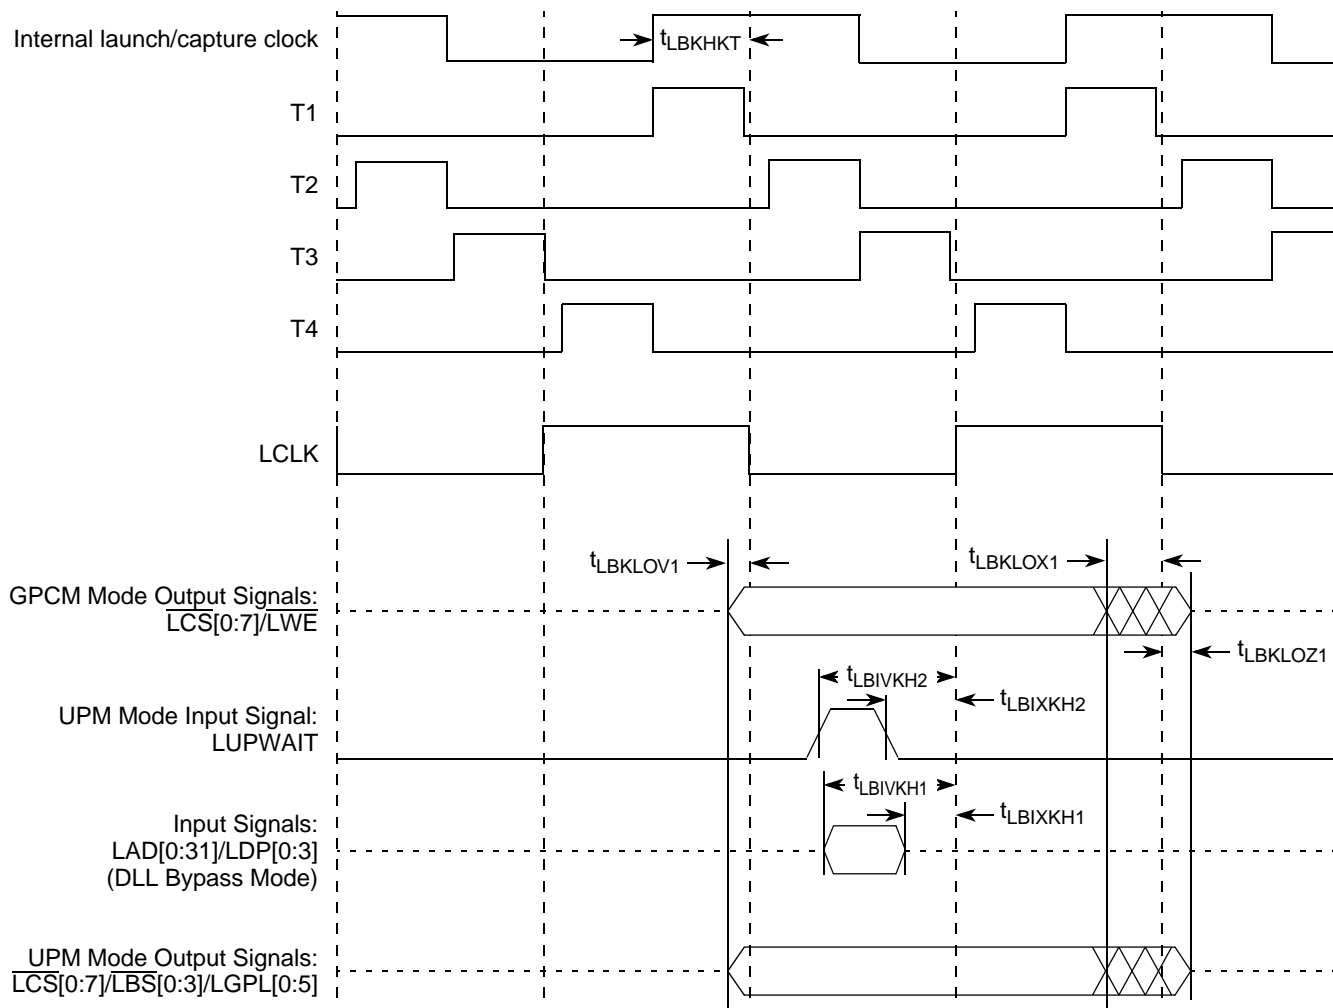 Internal launch/capture clock
tLBKHKT
T1
T2
T3
T4
LCLK
tLBKLOV1
tLBKLOX1
GPCM Mode Output Signals:
LCS[0:7]/LWE
tLBKLOZ1
tLBIVKH2
tLBIXKH2
UPM Mode Input Signal:
LUPWAIT
tLBIVKH1
tLBIXKH1
Input Signals:
LAD[0:31]/LDP[0:3]
(DLL Bypass Mode)
UPM Mode Output Signals:
LCS[0:7]/LBS[0:3]/LGPL[0:5]